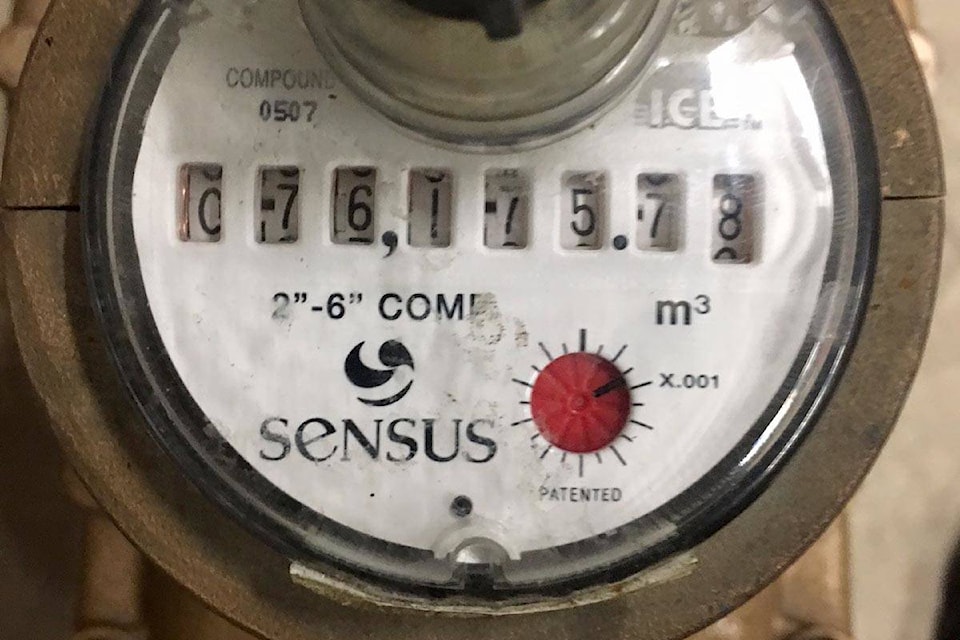 COMPOUND
0507
ICE
076,175.78
2”-6” COMP
m³
X.001
SENSUS
PATENTED